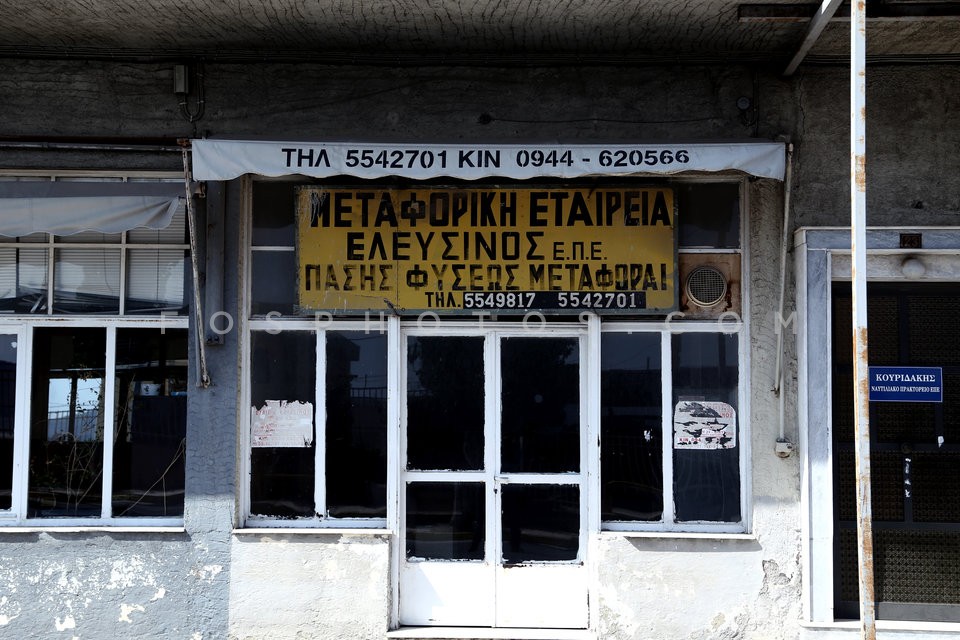 ΤΗΛ 5542701 ΚΙΝ 0944 - 620566
ΜΕΤΑΦΟΡΙΚΗ ΕΤΑΙΡΕΙΑ
ΕΛΕΥΣΙΝΟΣ Ε.Π.Ε.
ΠΑΣΗΣ ΦΥΣΕΩΣ ΜΕΤΑΦΟΡΑΙ
ΤΗΛ. 5549817 5542701
ΚΟΥΡΙΔΑΚΗΣ
ΝΑΥΤΙΛΙΑΚΟ ΠΡΑΚΤΟΡΕΙΟ ΕΠΕ
FOSPHOTOS.COM